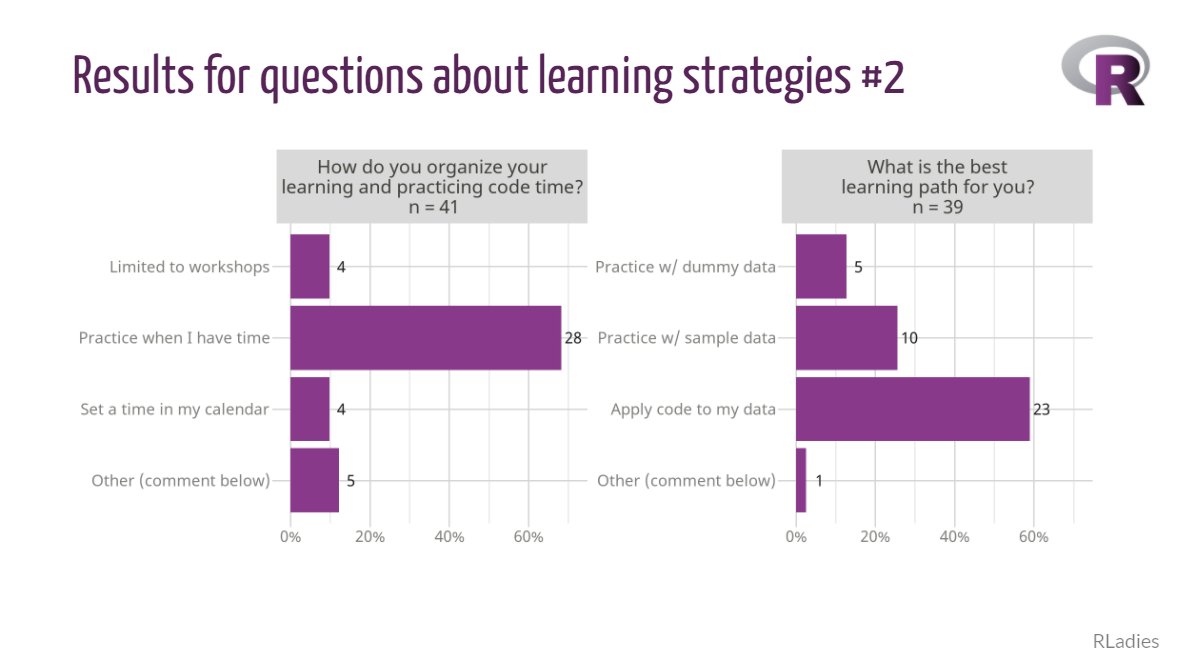 Results for questions about learning strategies #2
R
How do you organize your
learning and practicing code time?
n = 41
Limited to workshops 4
Practice when I have time 28
Set a time in my calendar 4
Other (comment below) 5
0% 20% 40% 60%
What is the best
learning path for you?
n = 39
Practice w/ dummy data 5
Practice w/ sample data 10
Apply code to my data 23
Other (comment below) 1
0% 20% 40% 60%
RLadies